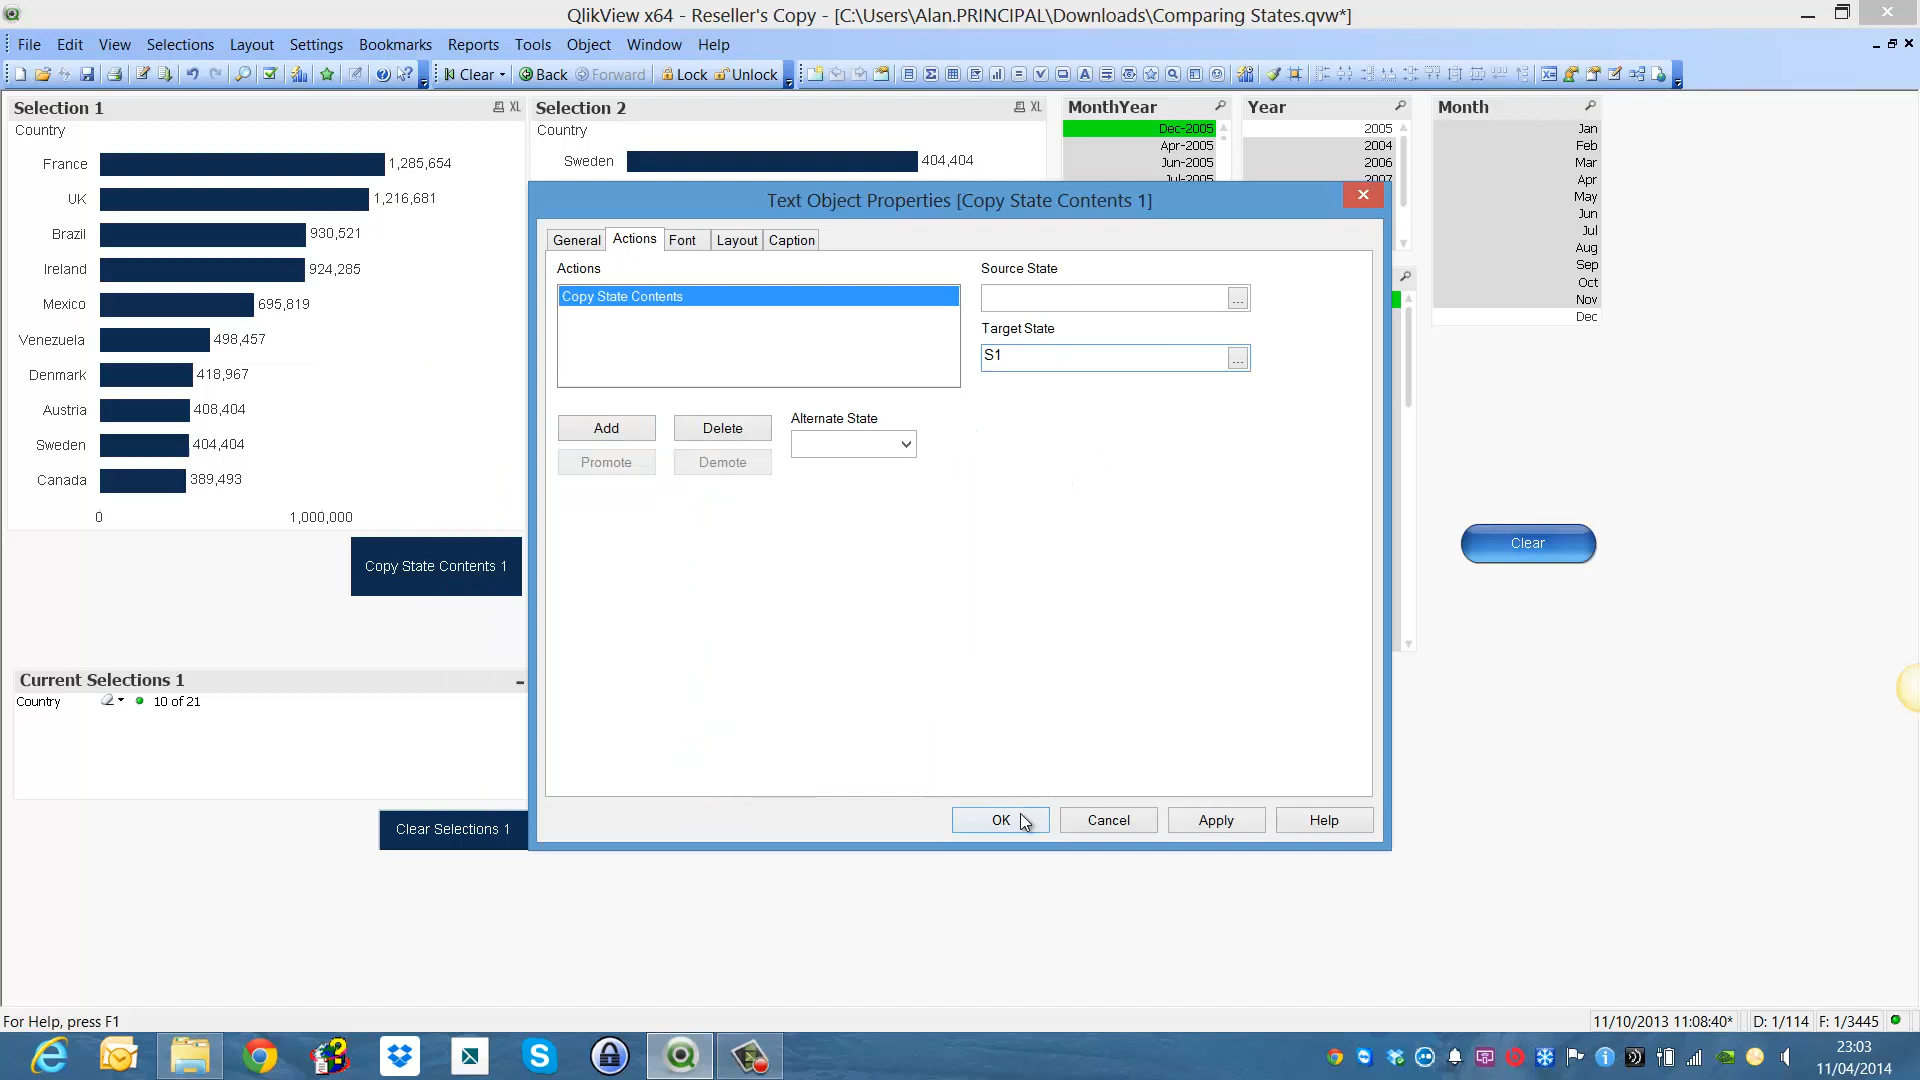 QlikView x64 - Reseller's Copy - [C:\Users\Alan.PRINCIPAL\Downloads\Comparing States.qvw*]
File Edit View Selections Layout Settings Bookmarks Reports Tools Object Window Help
Clear Back Forward Lock Unlock
Selection 1 XL Selection 2 XL MonthYear Year Month
Country Country
France 1,285,654
UK 1,216,681
Brazil 930,521
Ireland 924,285
Mexico 695,819
Venezuela 498,457
Denmark 418,967
Austria 408,404
Sweden 404,404
Canada 389,493
0 1,000,000
Sweden 404,404
Dec-2005
Apr-2005
Jun-2005
Jul-2005
2005
2004
2006
2007
Jan
Feb
Mar
Apr
May
Jun
Jul
Aug
Sep
Oct
Nov
Dec
Text Object Properties [Copy State Contents 1]
General Actions Font Layout Caption
Actions Source State
Copy State Contents ...
Target State
S1 ...
Add Delete Alternate State
Promote Demote
OK Cancel Apply Help
Copy State Contents 1
Clear
Current Selections 1
Country 10 of 21
Clear Selections 1
For Help, press F1 11/10/2013 11:08:40* D: 1/114 F: 1/3445
23:03
11/04/2014